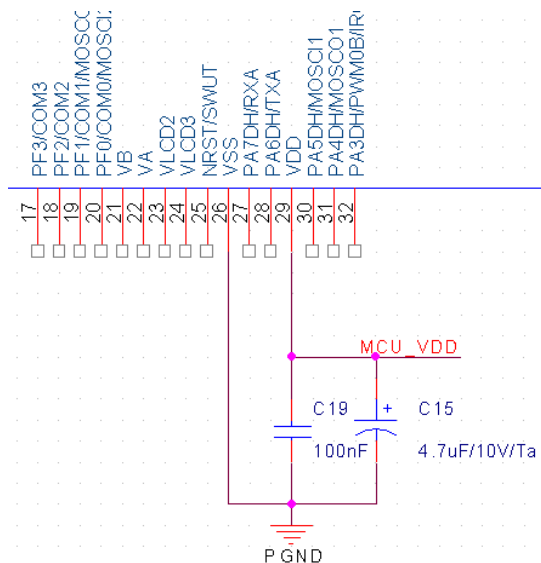 PF3/COM3
PF2/COM2
PF1/COM1/MOSCO
PF0/COM0/MOSCI
VB
VA
VLCD2
VLCD3
NRST/SWUT
VSS
PA7DH/RXA
PA6DH/TXA
VDD
PA5DH/MOSCI1
PA4DH/MOSCO1
PA3DH/PWM0B/IR
17
18
19
20
21
22
23
24
25
26
27
28
29
30
31
32
MCU_VDD
C19
+
C15
100nF
4.7uF/10V/Ta
PGND